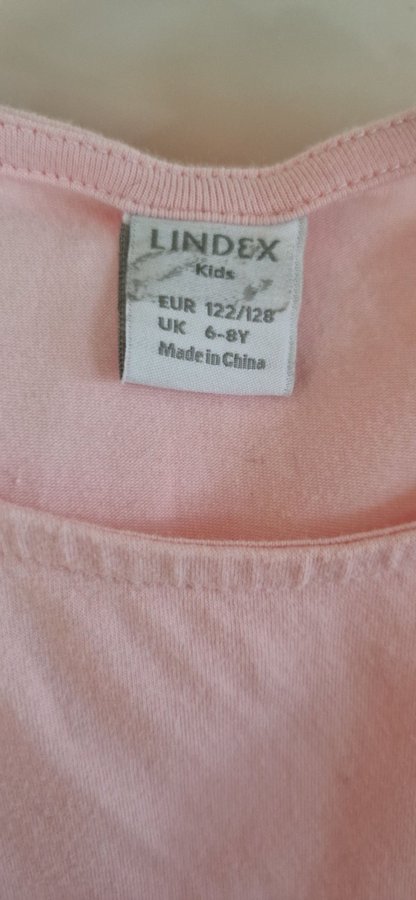 LINDEX
Kids
EUR 122/128
UK 6-8Y
Made in China